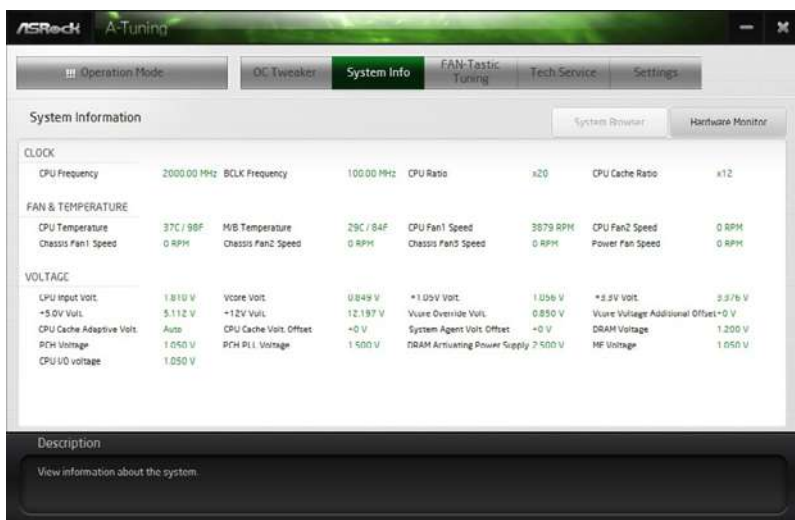 ASRock A-Tuning
Operation Mode OC Tweaker System Info FAN-Tastic Tuning Tech Service Settings
System Information System Browser Hardware Monitor
CLOCK
CPU Frequency 2000.00 MHz BCLK Frequency 100.00 MHz CPU Ratio x20 CPU Cache Ratio x12
FAN & TEMPERATURE
CPU Temperature 37C / 98F M/B Temperature 29C / 84F CPU Fan1 Speed 3879 RPM CPU Fan2 Speed 0 RPM
Chassis Fan1 Speed 0 RPM Chassis Fan2 Speed 0 RPM Chassis Fan3 Speed 0 RPM Power Fan Speed 0 RPM
VOLTAGE
CPU Input Volt. 1.810 V Vcore Volt. 0.849 V +1.05V Volt. 1.056 V +3.3V Volt. 3.376 V
+5.0V Volt. 5.112 V +12V Volt. 12.197 V Vcore Override Volt. 0.850 V Vcore Voltage Additional Offset +0 V
CPU Cache Adaptive Volt. Auto CPU Cache Volt. Offset +0 V System Agent Volt. Offset +0 V DRAM Voltage 1.200 V
PCH Voltage 1.050 V PCH PLL Voltage 1.500 V DRAM Activating Power Supply 2.500 V ME Voltage 1.050 V
CPU I/O voltage 1.050 V
Description
View information about the system.